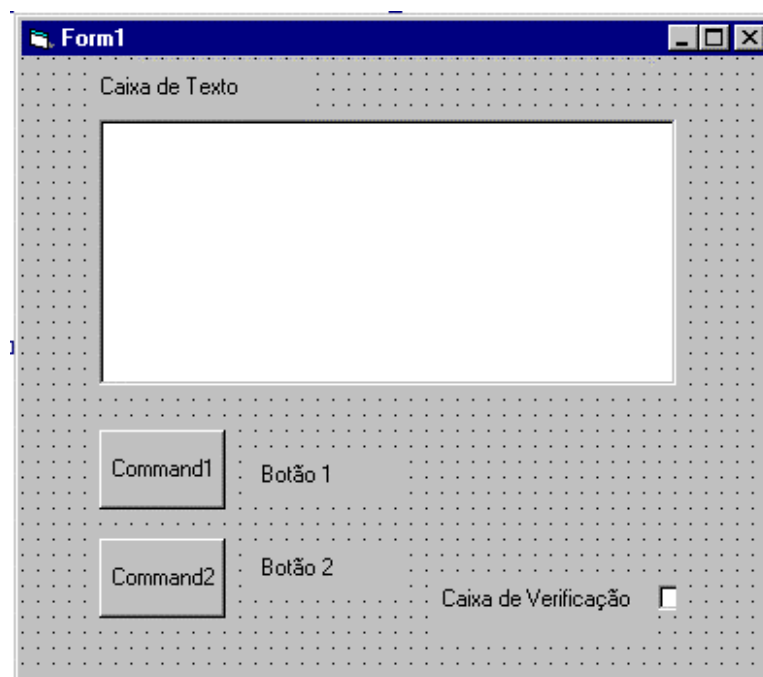 Form1
Caixa de Texto
Command1
Botão 1
Command2
Botão 2
Caixa de Verificação